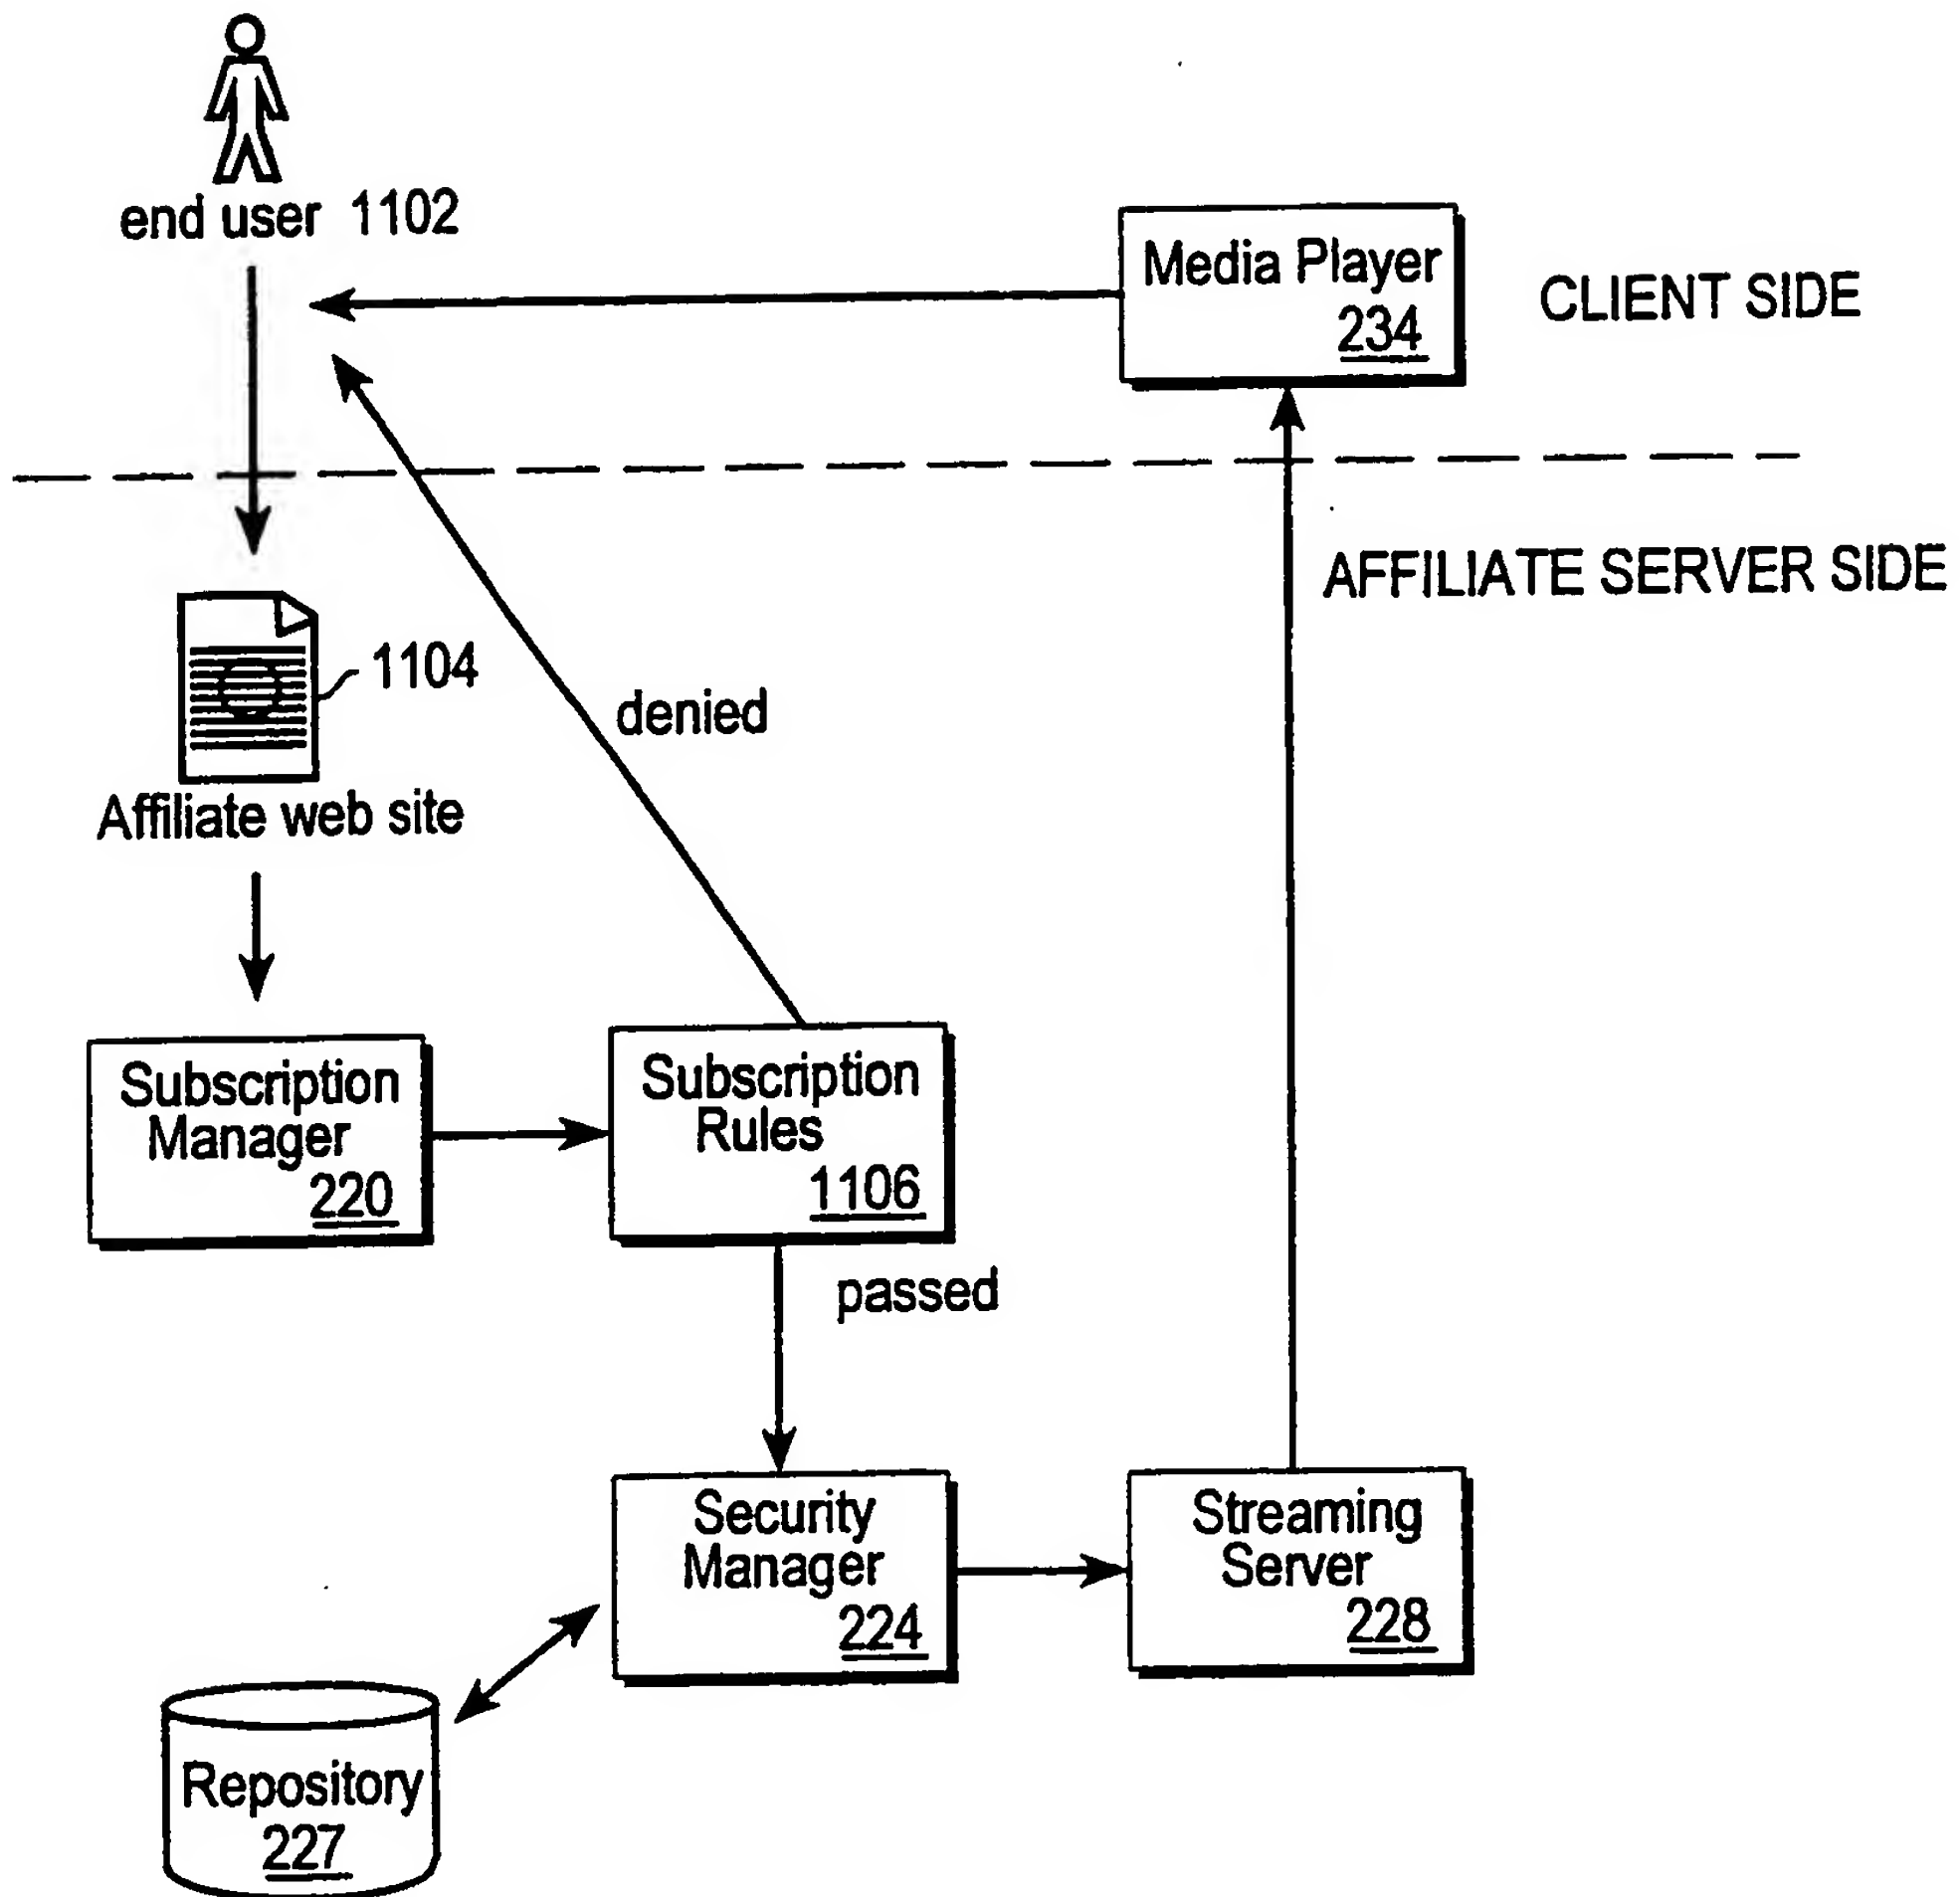 end user 1102
Media Player
234
CLIENT SIDE
AFFILIATE SERVER SIDE
1104
denied
Affiliate web site
Subscription
Manager
220
Subscription
Rules
1106
passed
Security
Manager
224
Streaming
Server
228
Repository
227